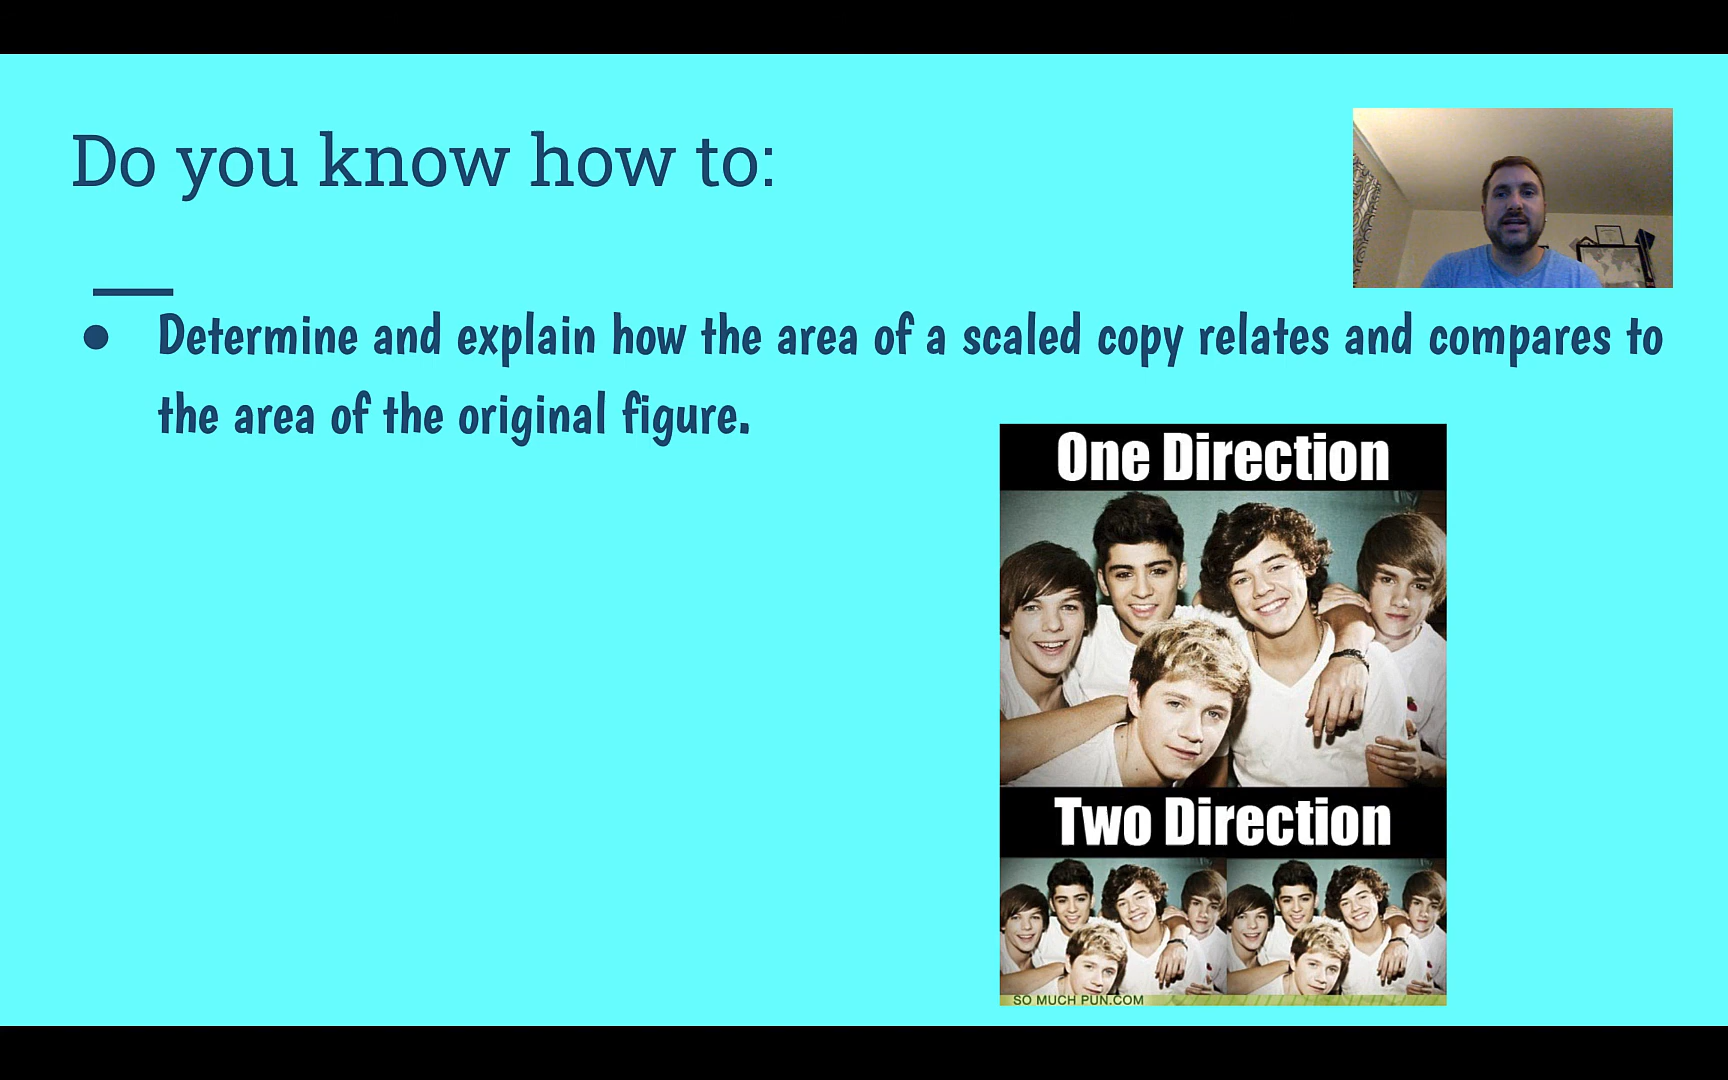 Do you know how to:
● Determine and explain how the area of a scaled copy relates and compares to
the area of the original figure.
One Direction
Two Direction
SO MUCH PUN.COM